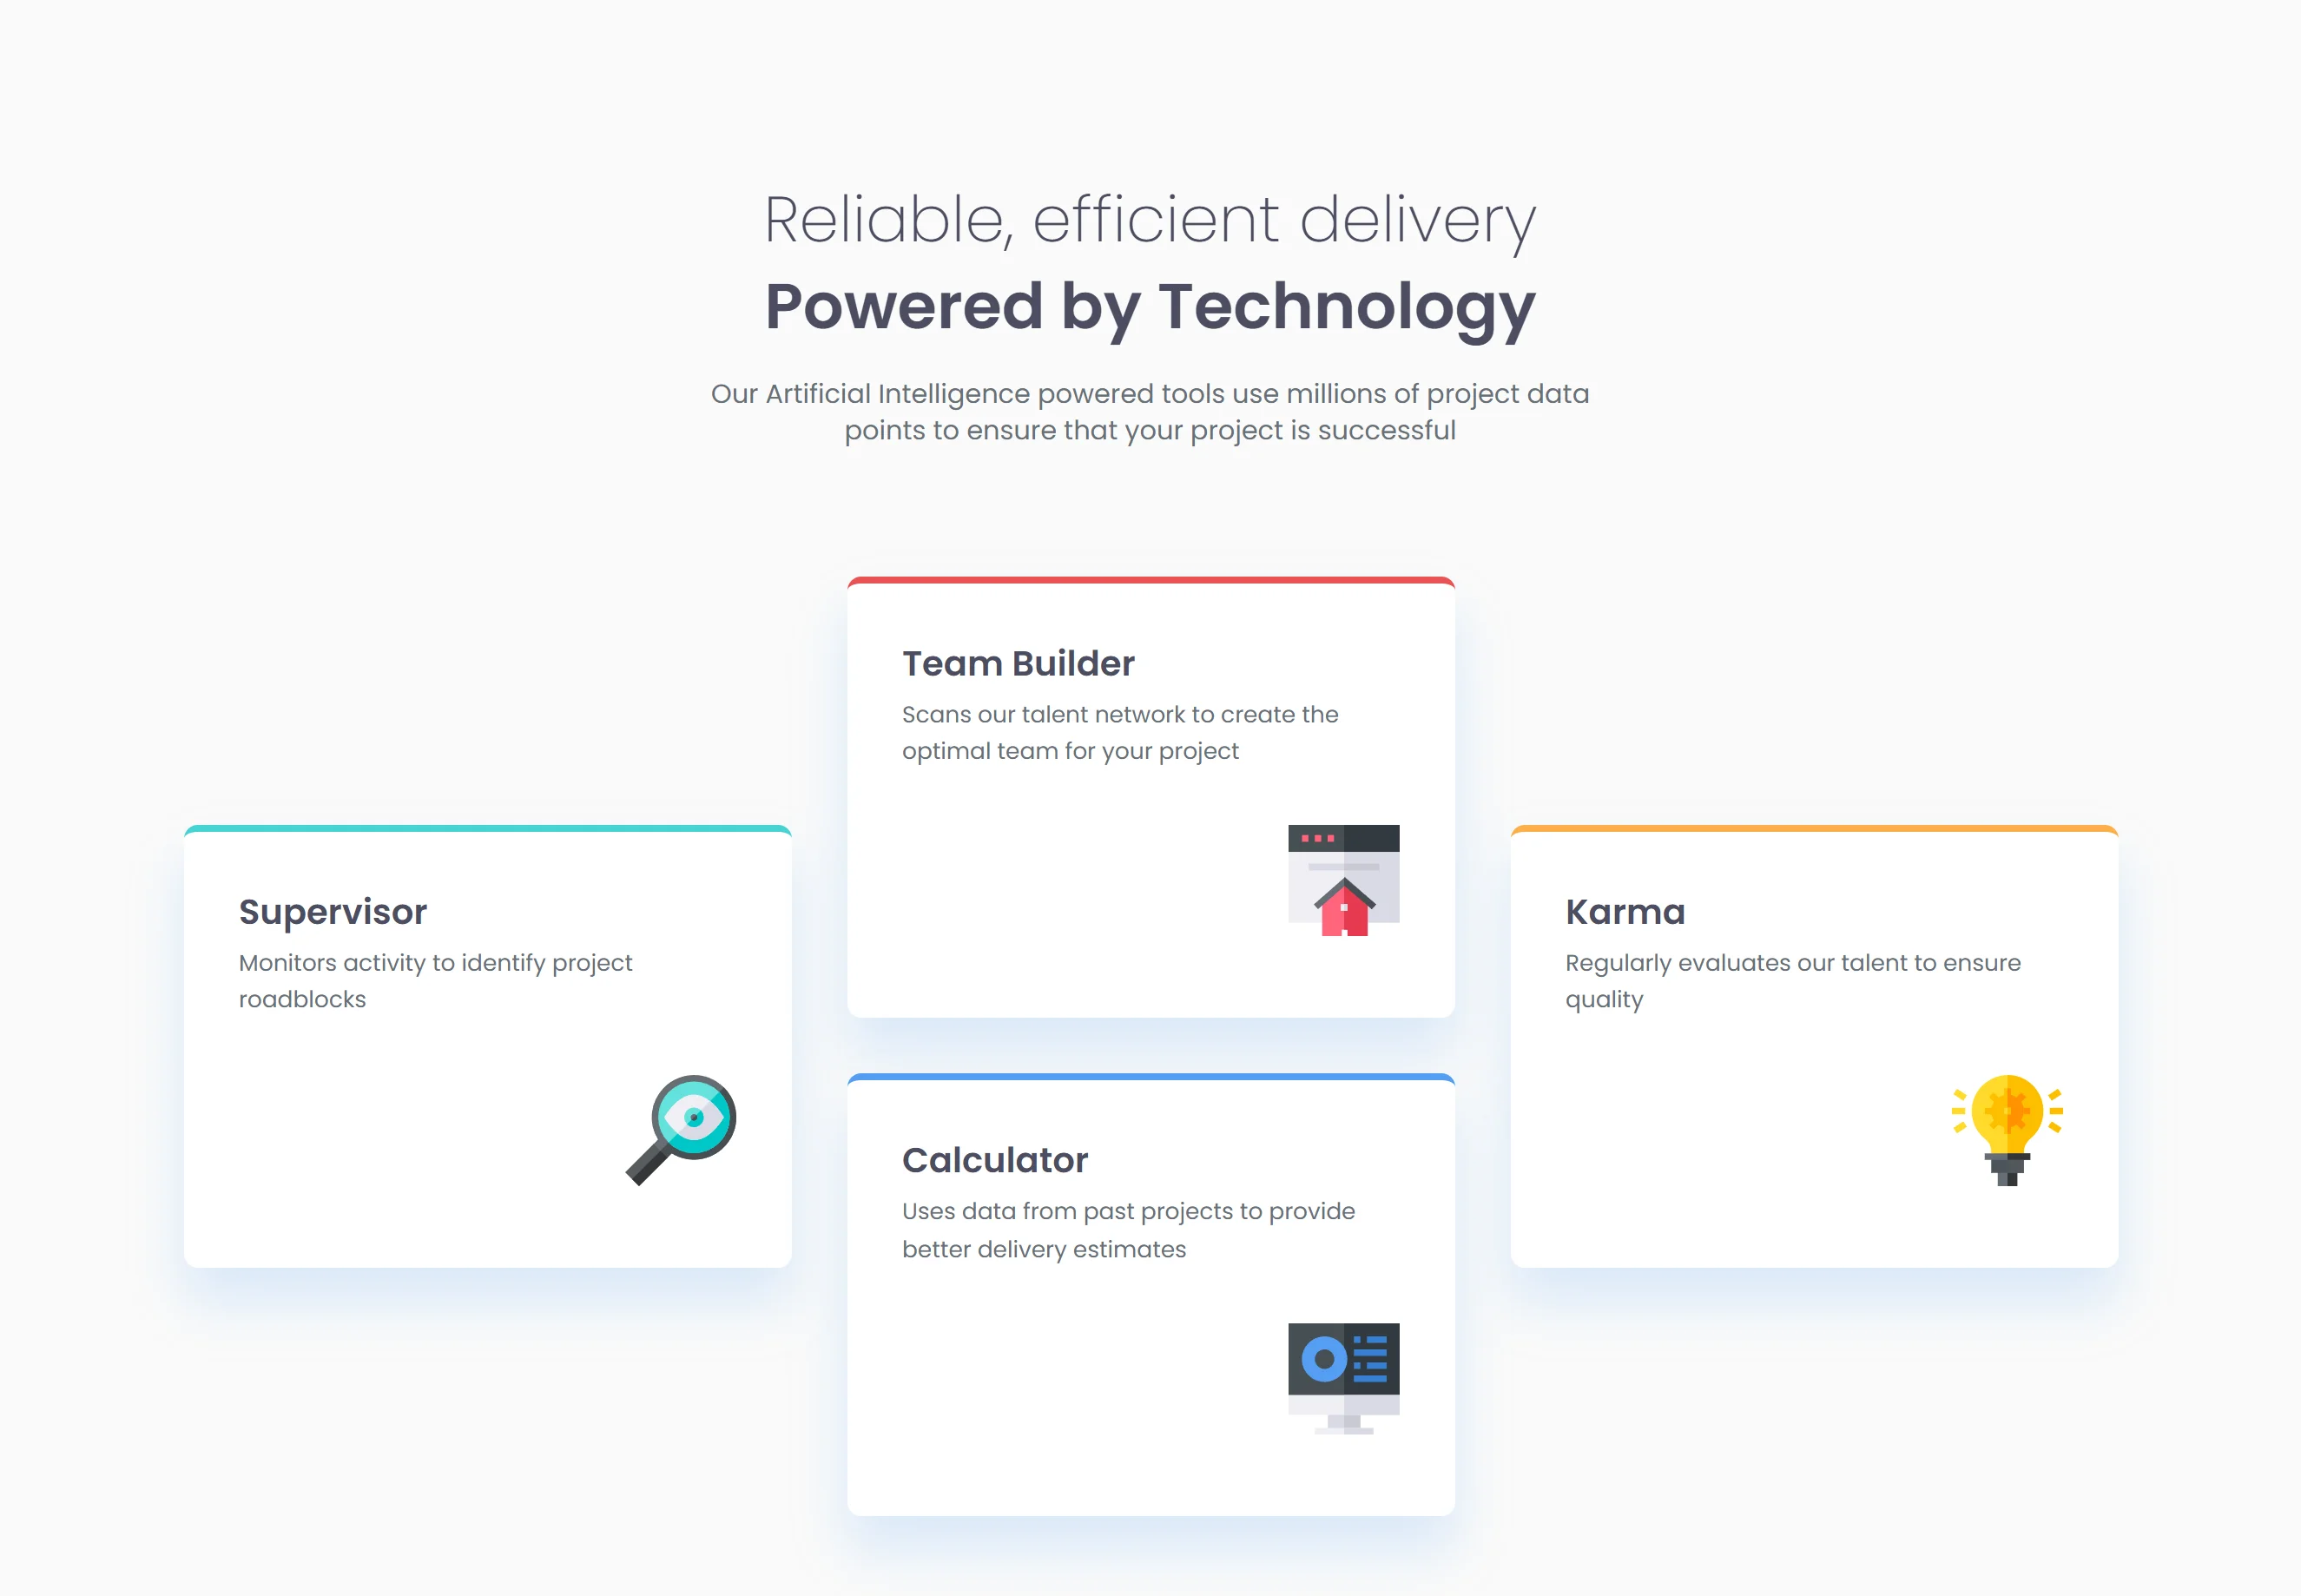 Reliable, efficient delivery
Powered by Technology
Our Artificial Intelligence powered tools use millions of project data
points to ensure that your project is successful
Supervisor
Monitors activity to identify project
roadblocks
Team Builder
Scans our talent network to create the
optimal team for your project
Calculator
Uses data from past projects to provide
better delivery estimates
Karma
Regularly evaluates our talent to ensure
quality